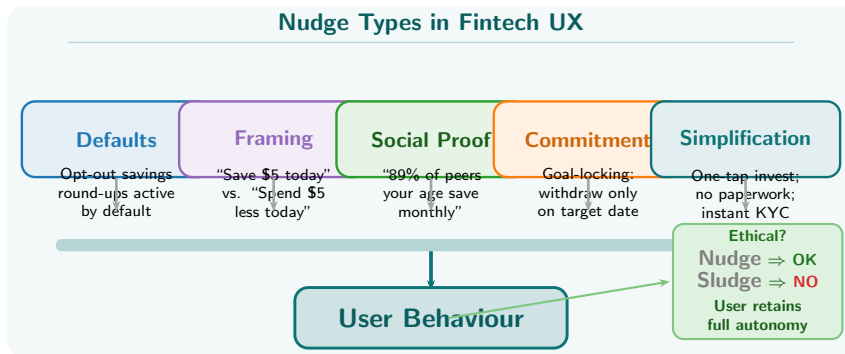 Nudge Types in Fintech UX
Defaults
Framing
Social Proof
Commitment
Simplification
Opt-out savings
round-ups active
by default
“Save $5 today”
vs. “Spend $5
less today”
“89% of peers
your age save
monthly”
Goal-locking:
withdraw only
on target date
One-tap invest;
no paperwork;
instant KYC
Ethical?
Nudge ⇒ OK
Sludge ⇒ NO
User retains
full autonomy
User Behaviour